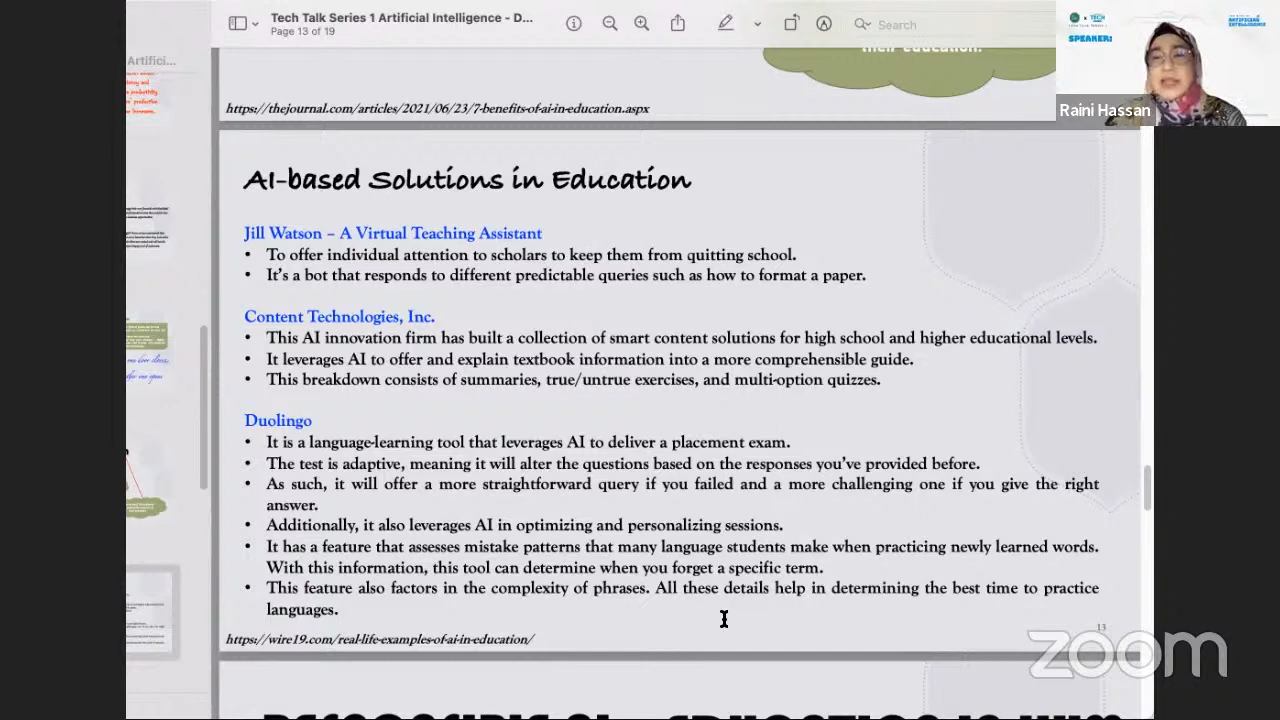 Tech Talk Series 1 Artificial Intelligence - D...
Page 13 of 19
Search
Artifici...
SPEAKER:
ARTIFICIAL
INTELLIGENCE
Raini Hassan
their education.
https://thejournal.com/articles/2021/06/23/7-benefits-of-ai-in-education.aspx
AI-based Solutions in Education
Jill Watson – A Virtual Teaching Assistant
• To offer individual attention to scholars to keep them from quitting school.
• It's a bot that responds to different predictable queries such as how to format a paper.
Content Technologies, Inc.
• This AI innovation firm has built a collection of smart content solutions for high school and higher educational levels.
• It leverages AI to offer and explain textbook information into a more comprehensible guide.
• This breakdown consists of summaries, true/untrue exercises, and multi-option quizzes.
Duolingo
• It is a language-learning tool that leverages AI to deliver a placement exam.
• The test is adaptive, meaning it will alter the questions based on the responses you've provided before.
• As such, it will offer a more straightforward query if you failed and a more challenging one if you give the right
answer.
• Additionally, it also leverages AI in optimizing and personalizing sessions.
• It has a feature that assesses mistake patterns that many language students make when practicing newly learned words.
With this information, this tool can determine when you forget a specific term.
• This feature also factors in the complexity of phrases. All these details help in determining the best time to practice
languages.
https://wire19.com/real-life-examples-of-ai-in-education/
13
zoom